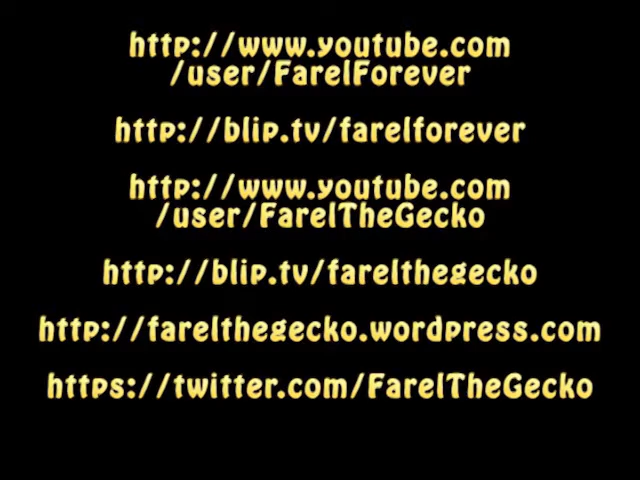 http://www.youtube.com
/user/FarelForever
http://blip.tv/farelforever
http://www.youtube.com
/user/FarelTheGecko
http://blip.tv/farelthegecko
http://farelthegecko.wordpress.com
https://twitter.com/FarelTheGecko